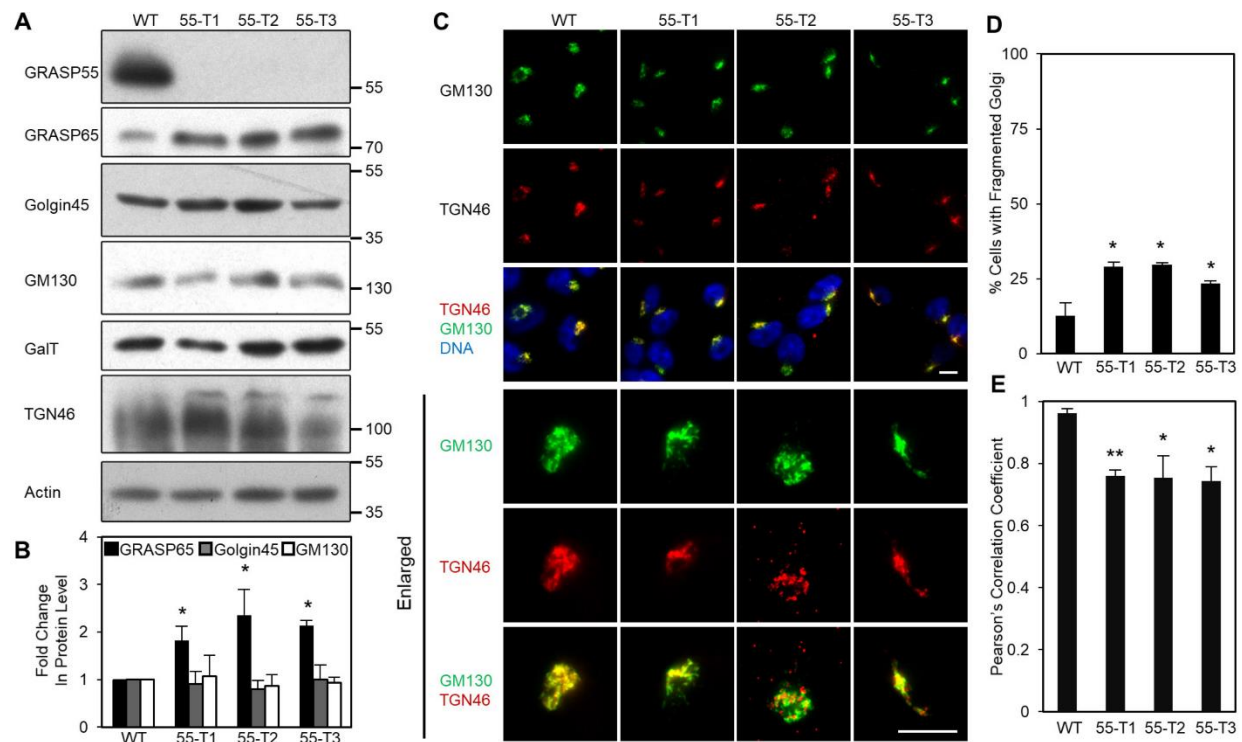 A
WT 55-T1 55-T2 55-T3
GRASP55
55
GRASP65
70
55
Golgin45
35
GM130
130
55
GalT
TGN46
100
55
Actin
35
B
4
3
2
1
0
Fold Change
In Protein Level
GRASP65 Golgin45 GM130
* * *
WT 55-T1 55-T2 55-T3
C
WT 55-T1 55-T2 55-T3
GM130
TGN46
TGN46
GM130
DNA
Enlarged
GM130
TGN46
GM130
TGN46
D
% Cells with Fragmented Golgi
100
75
50
25
0
* * *
WT 55-T1 55-T2 55-T3
E
Pearson`s Correlation Coefficient
1
0.8
0.6
0.4
0.2
0
** * *
WT 55-T1 55-T2 55-T3